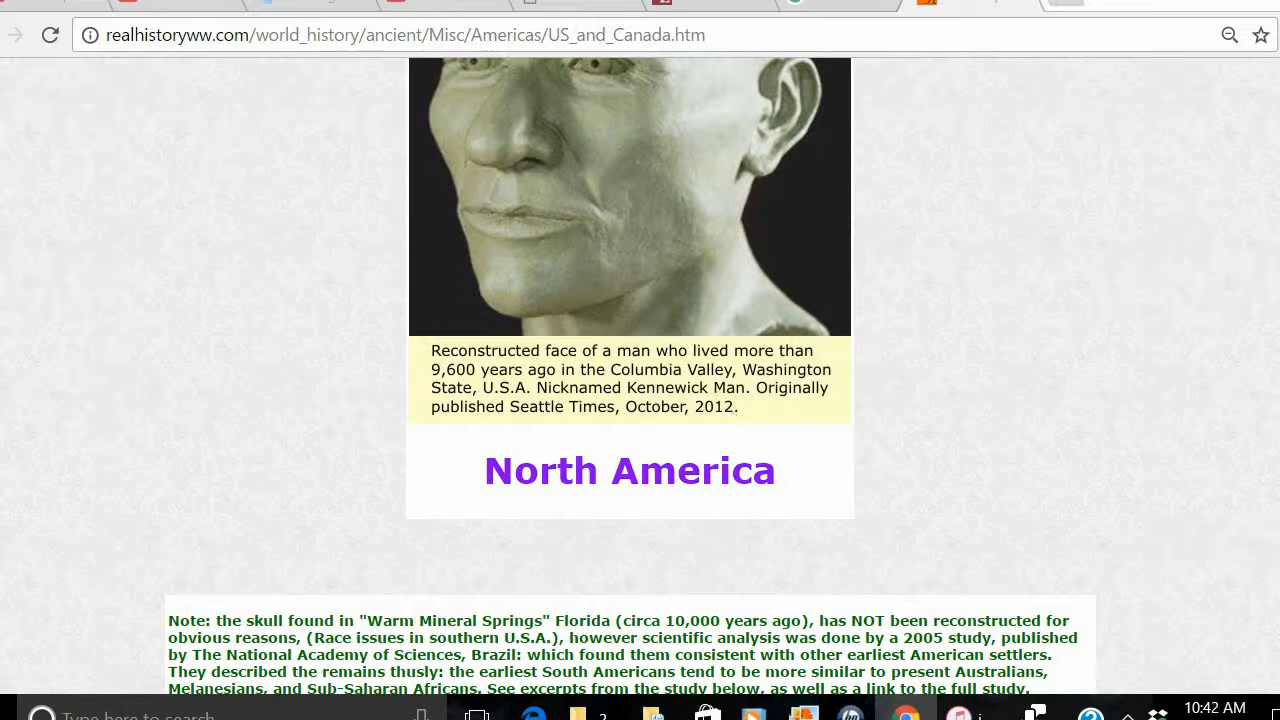 realhistoryww.com/world_history/ancient/Misc/Americas/US_and_Canada.htm
Reconstructed face of a man who lived more than
9,600 years ago in the Columbia Valley, Washington
State, U.S.A. Nicknamed Kennewick Man. Originally
published Seattle Times, October, 2012.
North America
Note: the skull found in "Warm Mineral Springs" Florida (circa 10,000 years ago), has NOT been reconstructed for
obvious reasons, (Race issues in southern U.S.A.), however scientific analysis was done by a 2005 study, published
by The National Academy of Sciences, Brazil: which found them consistent with other earliest American settlers.
They described the remains thusly: the earliest South Americans tend to be more similar to present Australians,
Melanesians, and Sub-Saharan Africans. See excerpts from the study below, as well as a link to the full study.
Type here to search
2
i
10:42 AM